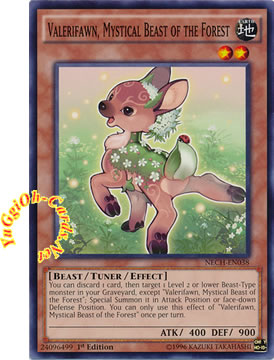 VALERIFAWN, MYSTICAL BEAST OF THE FOREST
EARTH
地
YuGgiOh-Cards.Net
NECH-EN038
[BEAST / TUNER / EFFECT]
You can discard 1 card, then target 1 Level 2 or lower Beast-Type
monster in your Graveyard, except "Valerifawn, Mystical Beast of
the Forest"; Special Summon it in Attack Position or face-down
Defense Position. You can only use this effect of "Valerifawn,
Mystical Beast of the Forest" once per turn.
ATK/ 400 DEF/ 900
24096499 1st Edition
©1996 KAZUKI TAKAHASHI